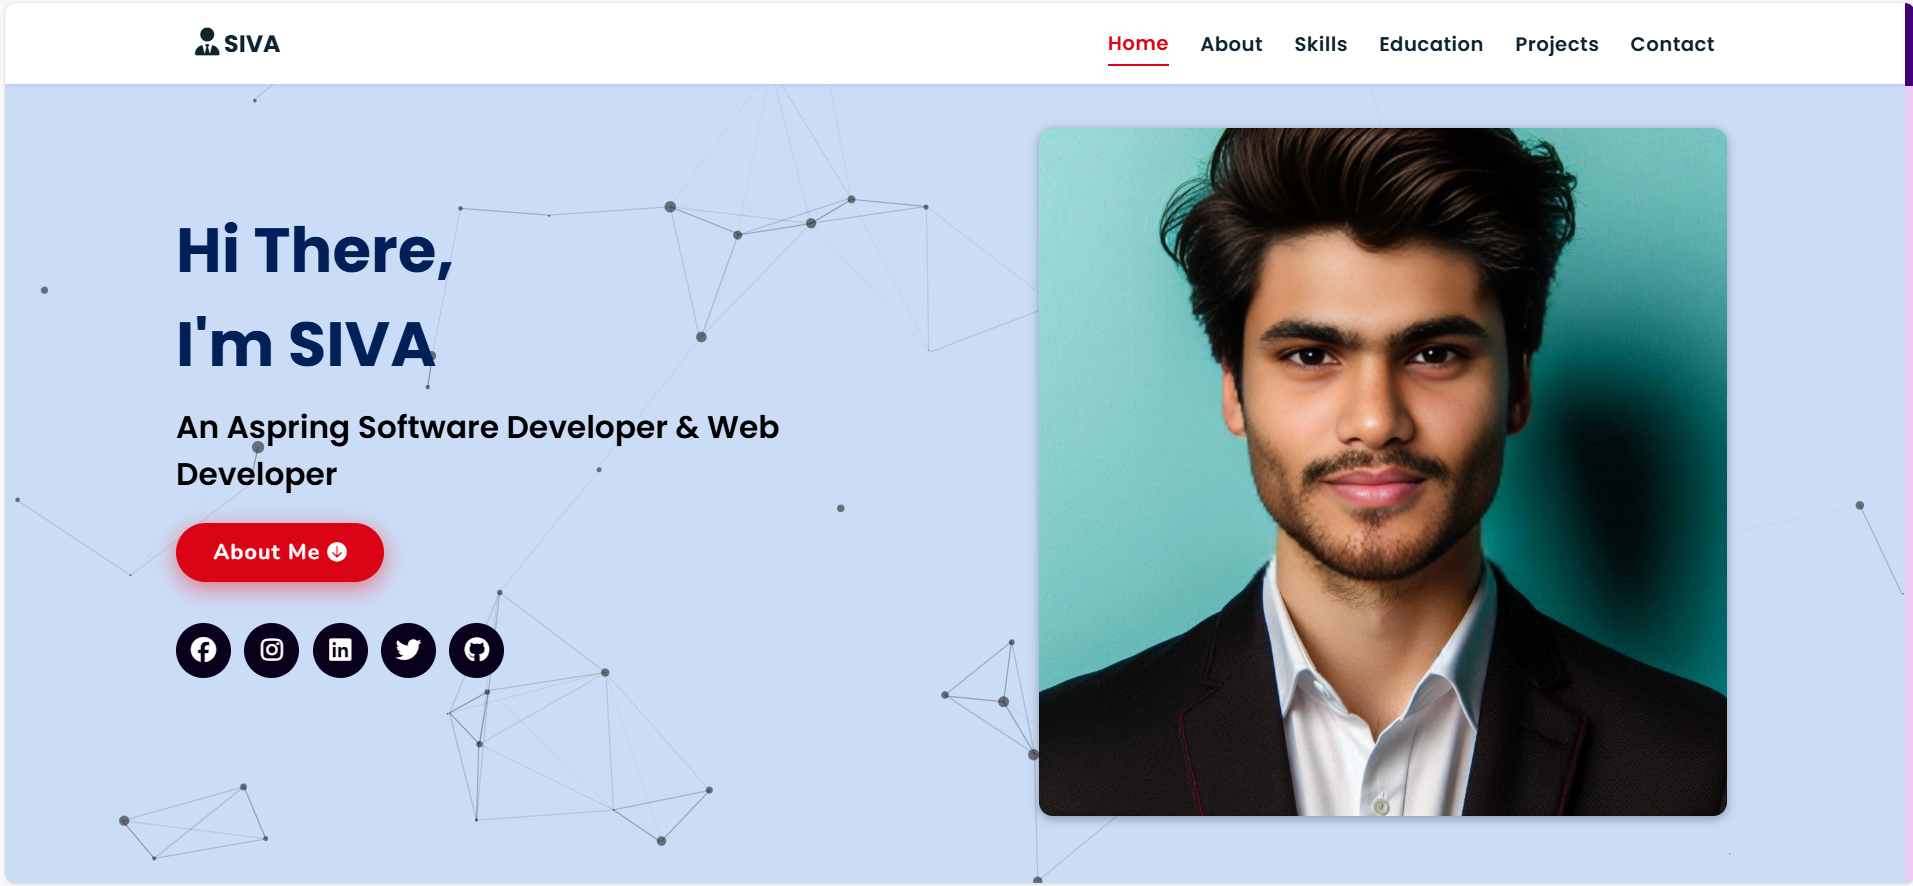 SIVA
Home About Skills Education Projects Contact
Hi There,
I'm SIVA
An Aspring Software Developer & Web
Developer
About Me